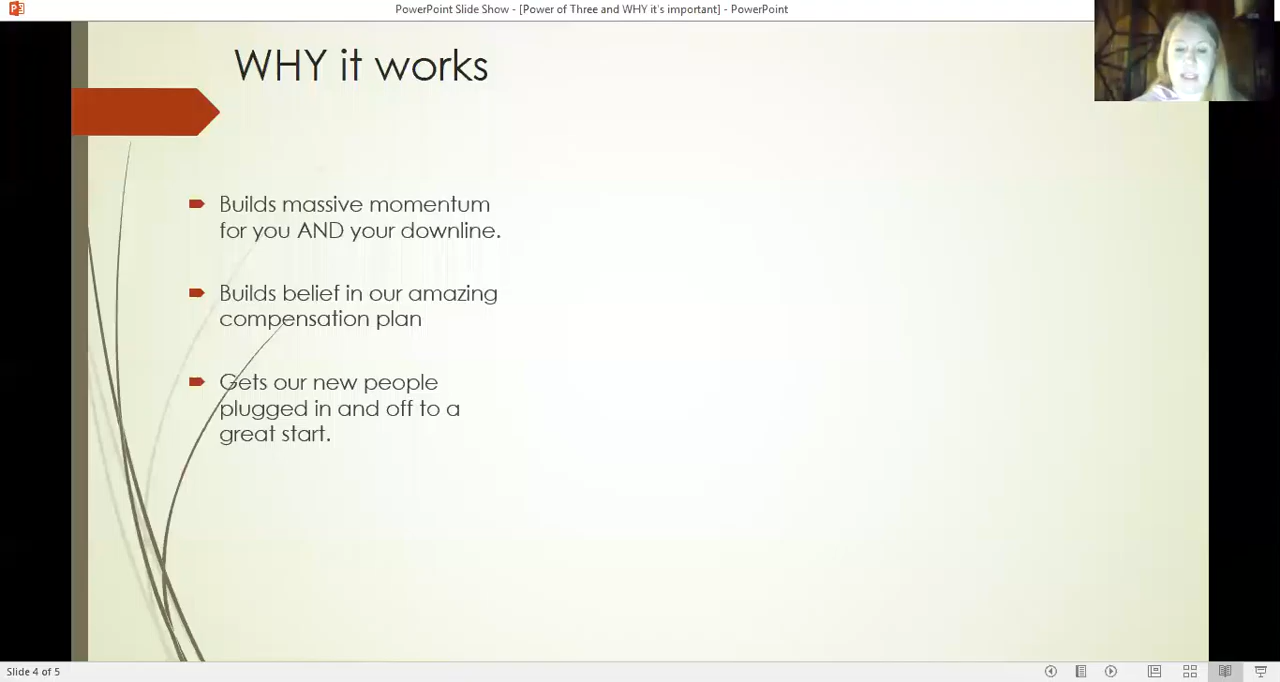 PowerPoint Slide Show - [Power of Three and WHY it's important] - PowerPoint
WHY it works
Builds massive momentum
for you AND your downline.
Builds belief in our amazing
compensation plan
Gets our new people
plugged in and off to a
great start.
Slide 4 of 5